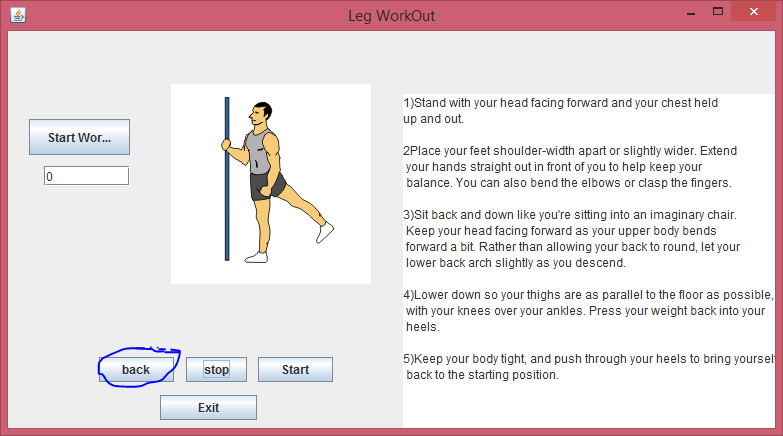 Leg WorkOut
Start Wor...
0
1)Stand with your head facing forward and your chest held
up and out.
2Place your feet shoulder-width apart or slightly wider. Extend
your hands straight out in front of you to help keep your
balance. You can also bend the elbows or clasp the fingers.
3)Sit back and down like you're sitting into an imaginary chair.
Keep your head facing forward as your upper body bends
forward a bit. Rather than allowing your back to round, let your
lower back arch slightly as you descend.
4)Lower down so your thighs are as parallel to the floor as possible,
with your knees over your ankles. Press your weight back into your
heels.
5)Keep your body tight, and push through your heels to bring yourself
back to the starting position.
back
stop
Start
Exit